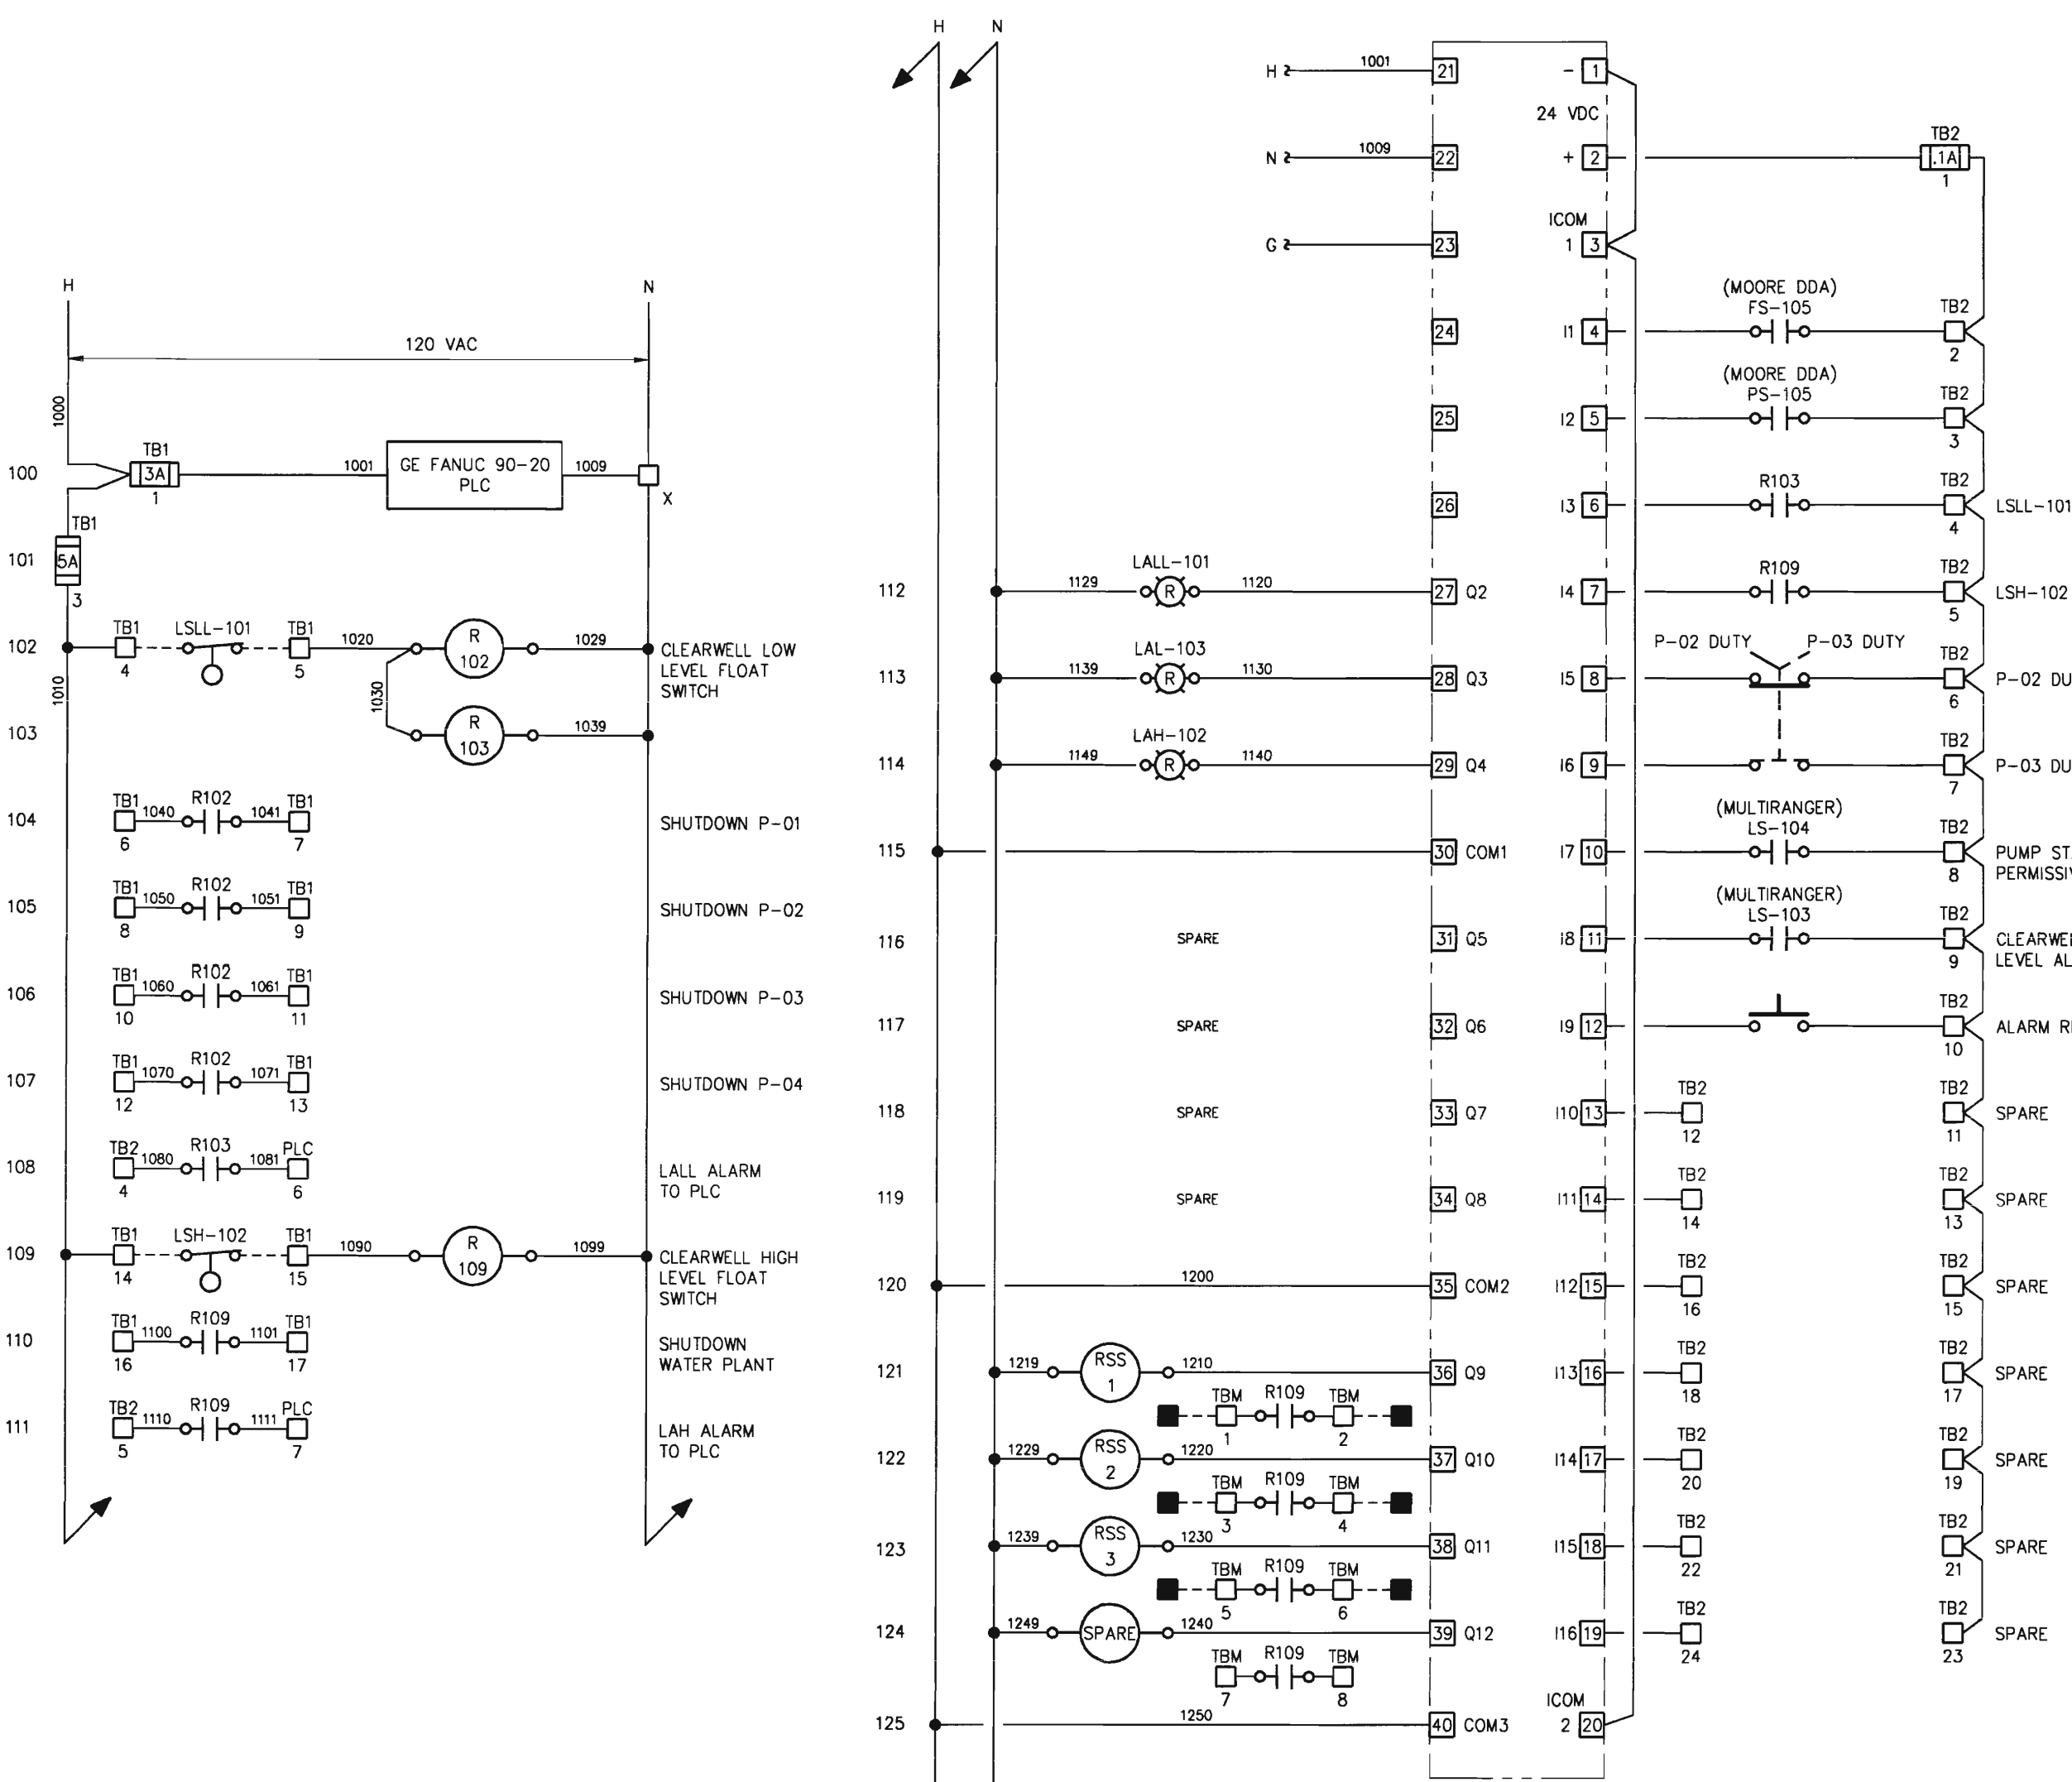 H
N
120 VAC
1000
100
TB1
3A
1
1001
GE FANUC 90-20
PLC
1009
X
101
TB1
5A
3
1010
102
TB1
4
LSLL-101
TB1
5
1020
R
102
1029
CLEARWELL LOW
LEVEL FLOAT
SWITCH
103
1030
R
103
1039
104
TB1
6
1040
R102
1041
TB1
7
SHUTDOWN P-01
105
TB1
8
1050
R102
1051
TB1
9
SHUTDOWN P-02
106
TB1
10
1060
R102
1061
TB1
11
SHUTDOWN P-03
107
TB1
12
1070
R102
1071
TB1
13
SHUTDOWN P-04
108
TB2
4
1080
R103
1081
PLC
6
LALL ALARM
TO PLC
109
TB1
14
LSH-102
TB1
15
1090
R
109
1099
CLEARWELL HIGH
LEVEL FLOAT
SWITCH
110
TB1
16
1100
R109
1101
TB1
17
SHUTDOWN
WATER PLANT
111
TB2
5
1110
R109
1111
PLC
7
LAH ALARM
TO PLC
H
N
H
1001
21
- 1
24 VDC
N
1009
22
+ 2
TB2
.1A
1
G
23
ICOM
1 3
24
I1 4
(MOORE DDA)
FS-105
TB2
2
25
I2 5
(MOORE DDA)
PS-105
TB2
3
26
I3 6
R103
TB2
4
LSLL-101
112
1129
LALL-101
R
1120
27 Q2
I4 7
R109
TB2
5
LSH-102
113
1139
LAL-103
R
1130
28 Q3
I5 8
P-02 DUTY
P-03 DUTY
TB2
6
P-02 DU
114
1149
LAH-102
R
1140
29 Q4
I6 9
TB2
7
P-03 DU
115
30 COM1
I7 10
(MULTIRANGER)
LS-104
TB2
8
PUMP ST
PERMISSI
116
SPARE
31 Q5
I8 11
(MULTIRANGER)
LS-103
TB2
9
CLEARWE
LEVEL AL
117
SPARE
32 Q6
I9 12
TB2
10
ALARM R
118
SPARE
33 Q7
I10 13
TB2
12
TB2
11
SPARE
119
SPARE
34 Q8
I11 14
TB2
14
TB2
13
SPARE
120
1200
35 COM2
I12 15
TB2
16
TB2
15
SPARE
121
1219
RSS
1
1210
36 Q9
I13 16
TB2
18
TB2
17
SPARE
TBM
1
R109
TBM
2
122
1229
RSS
2
1220
37 Q10
I14 17
TB2
20
TB2
19
SPARE
TBM
3
R109
TBM
4
123
1239
RSS
3
1230
38 Q11
I15 18
TB2
22
TB2
21
SPARE
TBM
5
R109
TBM
6
124
1249
SPARE
1240
39 Q12
I16 19
TB2
24
TB2
23
SPARE
TBM
7
R109
TBM
8
125
1250
40 COM3
ICOM
2 20